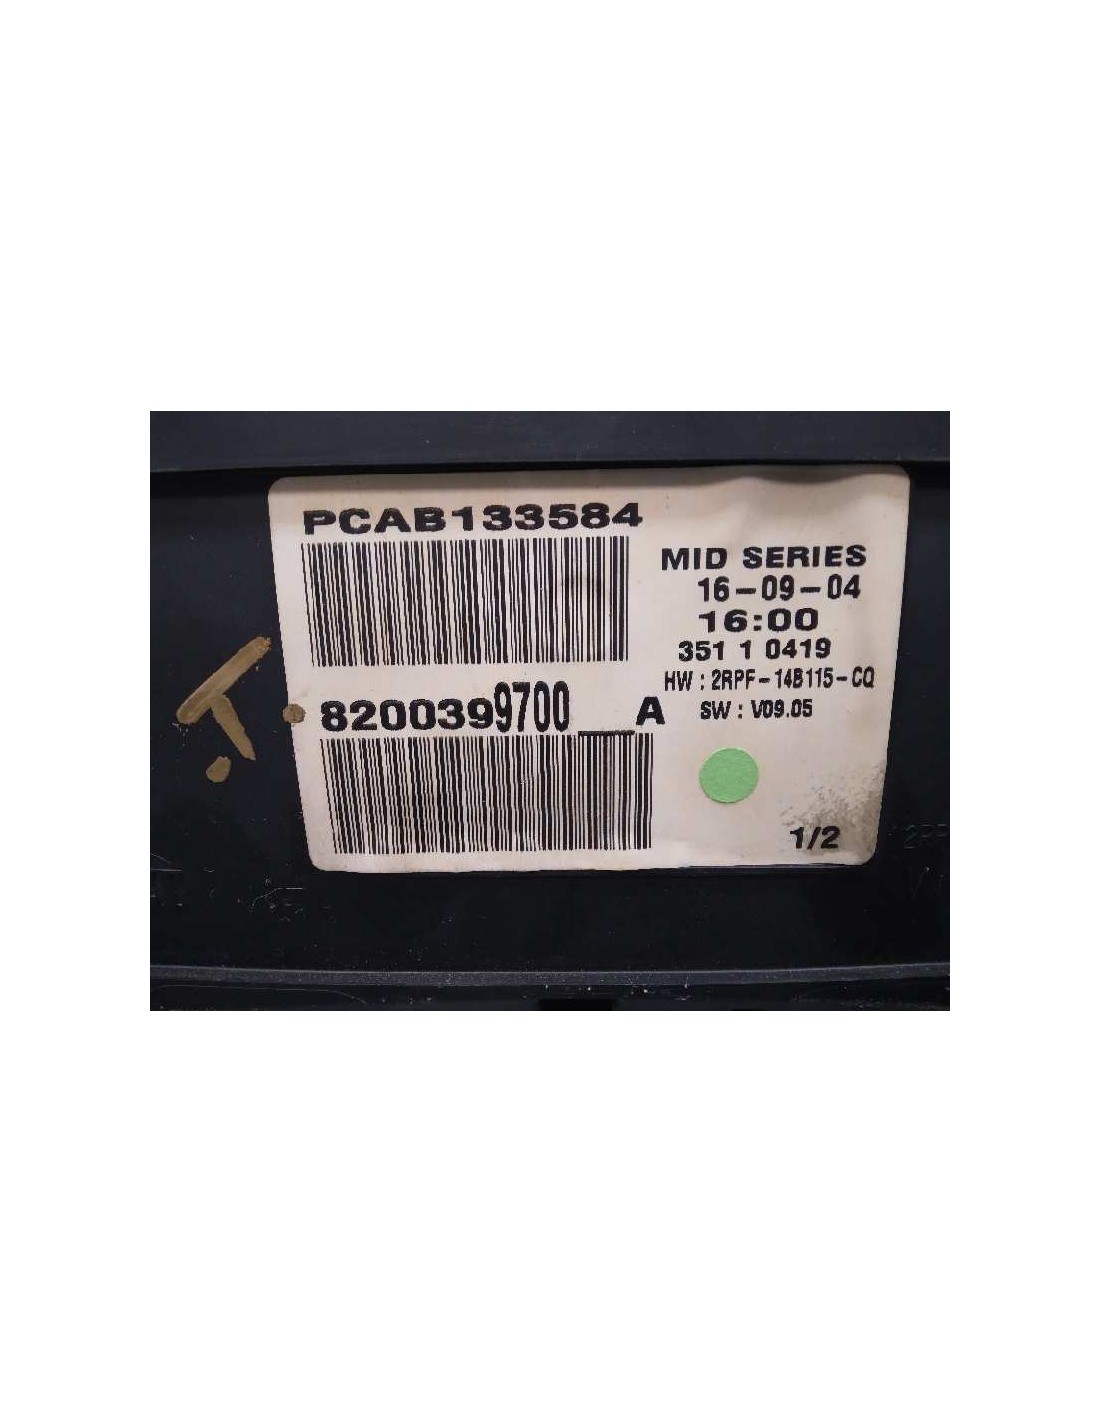 PCAB133584
MID SERIES
16-09-04
16:00
351 1 0419
HW : 2RPF-14B115-CQ
SW : V09.05
8200399700__A
1/2